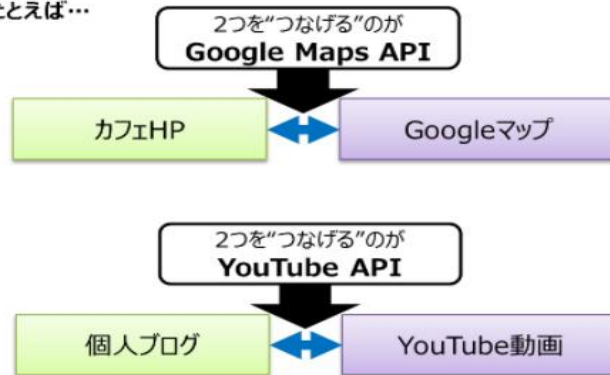 たとえば…
2つを“つなげる”のが
Google Maps API
カフェHP
Googleマップ
2つを“つなげる”のが
YouTube API
個人ブログ
YouTube動画